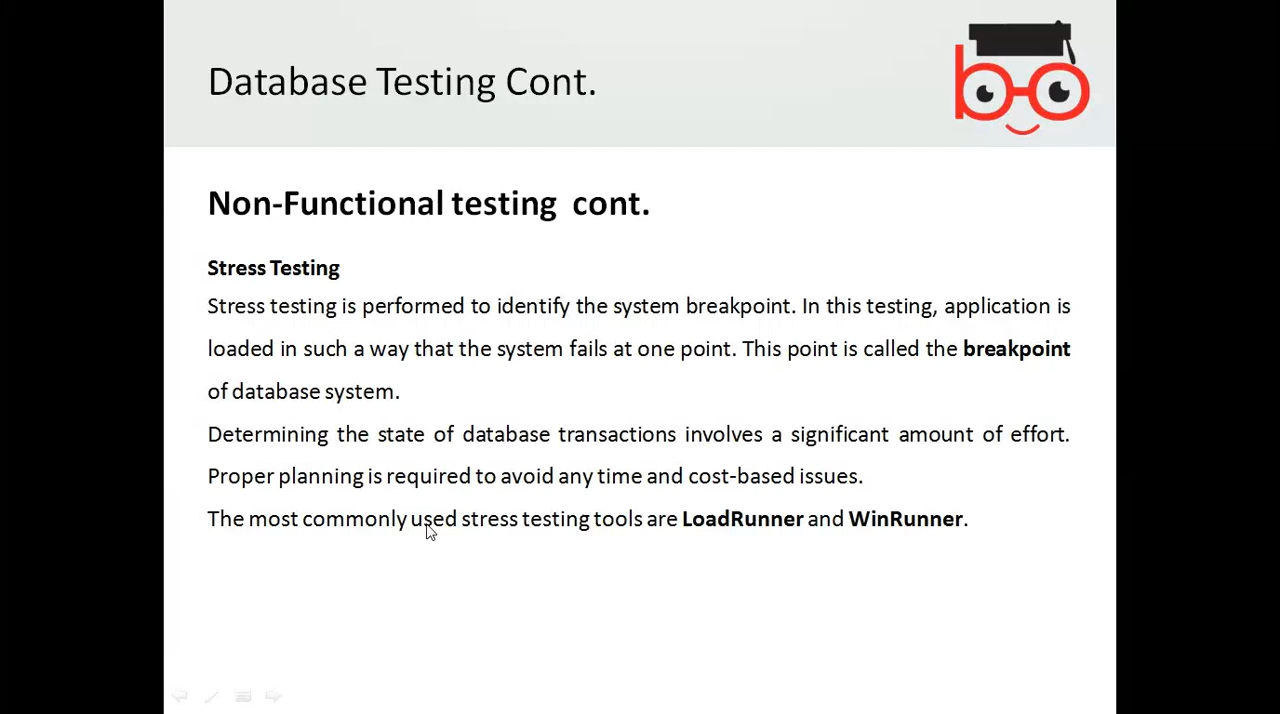 Database Testing Cont.
Non-Functional testing cont.
Stress Testing
Stress testing is performed to identify the system breakpoint. In this testing, application is
loaded in such a way that the system fails at one point. This point is called the breakpoint
of database system.
Determining the state of database transactions involves a significant amount of effort.
Proper planning is required to avoid any time and cost-based issues.
The most commonly used stress testing tools are LoadRunner and WinRunner.